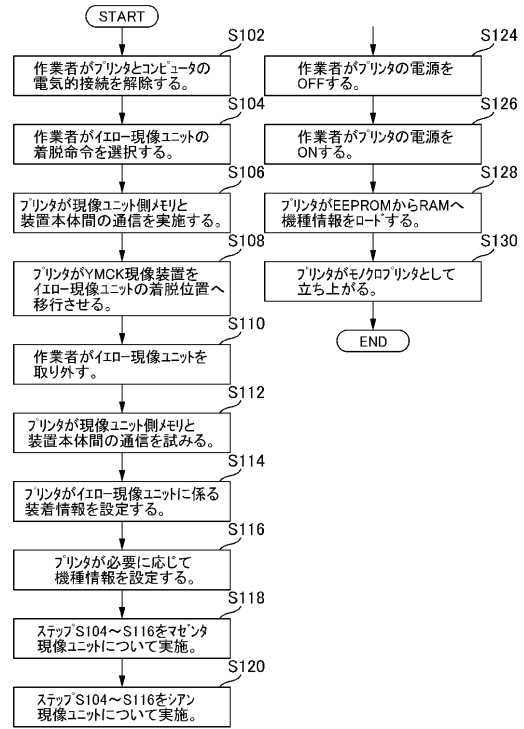 START
S102
作業者がプリンタとコンピュータの
電気的接続を解除する。
S104
作業者がイエロー現像ユニットの
着脱命令を選択する。
S106
プリンタが現像ユニット側メモリと
装置本体間の通信を実施する。
S108
プリンタがYMCK現像装置を
イエロー現像ユニットの着脱位置へ
移行させる。
S110
作業者がイエロー現像ユニットを
取り外す。
S112
プリンタが現像ユニット側メモリと
装置本体間の通信を試みる。
S114
プリンタがイエロー現像ユニットに係る
装着情報を設定する。
S116
プリンタが必要に応じて
機種情報を設定する。
S118
ステップS104～S116をマゼンタ
現像ユニットについて実施。
S120
ステップS104～S116をシアン
現像ユニットについて実施。
S124
作業者がプリンタの電源を
OFFする。
S126
作業者がプリンタの電源を
ONする。
S128
プリンタがEEPROMからRAMへ
機種情報をロードする。
S130
プリンタがモノクロプリンタとして
立ち上がる。
END